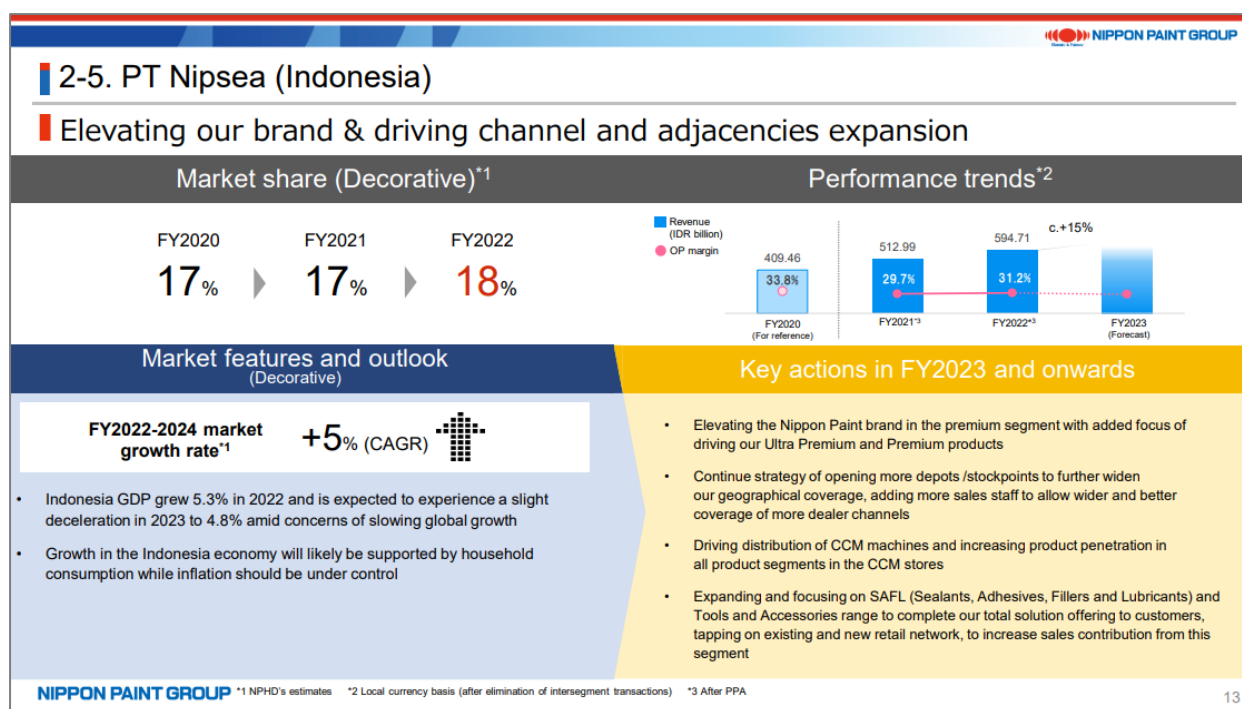 NIPPON PAINT GROUP
2-5. PT Nipsea (Indonesia)
Elevating our brand & driving channel and adjacencies expansion
Market share (Decorative)*1
FY2020
FY2021
FY2022
17%
17%
18%
Performance trends*2
Revenue
(IDR billion)
OP margin
409.46
33.8%
512.99
29.7%
594.71
31.2%
c.+15%
FY2020
(For reference)
FY2021*3
FY2022*3
FY2023
(Forecast)
Market features and outlook
(Decorative)
FY2022-2024 market
growth rate*1
+5% (CAGR)
• Indonesia GDP grew 5.3% in 2022 and is expected to experience a slight
deceleration in 2023 to 4.8% amid concerns of slowing global growth
• Growth in the Indonesia economy will likely be supported by household
consumption while inflation should be under control
Key actions in FY2023 and onwards
• Elevating the Nippon Paint brand in the premium segment with added focus of
driving our Ultra Premium and Premium products
• Continue strategy of opening more depots /stockpoints to further widen
our geographical coverage, adding more sales staff to allow wider and better
coverage of more dealer channels
• Driving distribution of CCM machines and increasing product penetration in
all product segments in the CCM stores
• Expanding and focusing on SAFL (Sealants, Adhesives, Fillers and Lubricants) and
Tools and Accessories range to complete our total solution offering to customers,
tapping on existing and new retail network, to increase sales contribution from this
segment
NIPPON PAINT GROUP
*1 NPHD's estimates *2 Local currency basis (after elimination of intersegment transactions) *3 After PPA
13